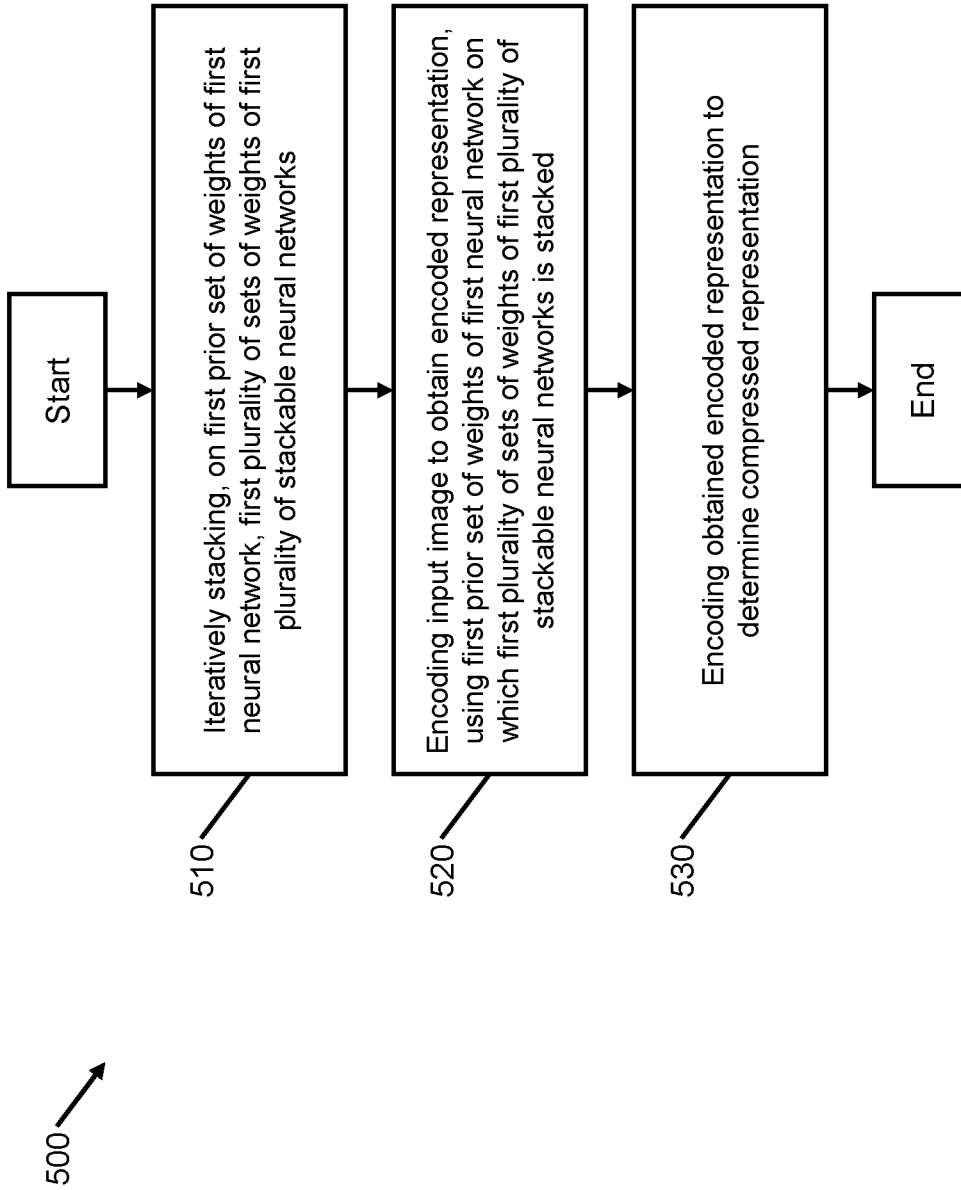 500
Start
510
Iteratively stacking, on first prior set of weights of first
neural network, first plurality of sets of weights of first
plurality of stackable neural networks
520
Encoding input image to obtain encoded representation,
using first prior set of weights of first neural network on
which first plurality of sets of weights of first plurality of
stackable neural networks is stacked
530
Encoding obtained encoded representation to
determine compressed representation
End